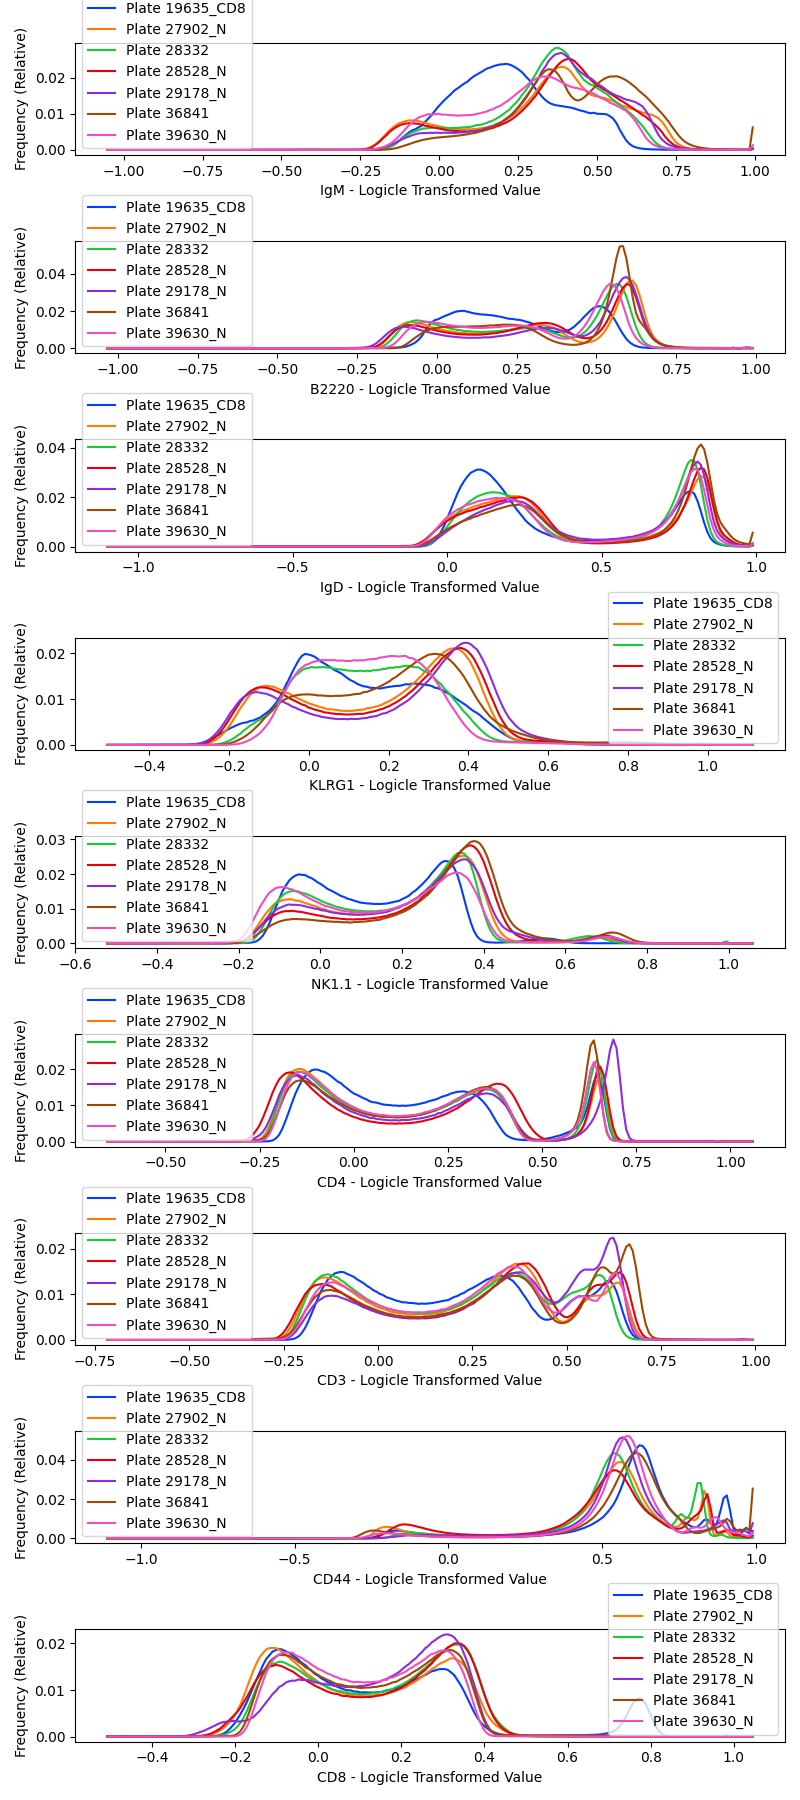 Plate 19635_CD8
Plate 27902_N
Plate 28332
Plate 28528_N
Plate 29178_N
Plate 36841
Plate 39630_N
Frequency (Relative)
0.02
0.01
0.00
−1.00 −0.75 −0.50 −0.25 0.00 0.25 0.50 0.75 1.00
IgM - Logicle Transformed Value
Plate 19635_CD8
Plate 27902_N
Plate 28332
Plate 28528_N
Plate 29178_N
Plate 36841
Plate 39630_N
Frequency (Relative)
0.04
0.02
0.00
−1.00 −0.75 −0.50 −0.25 0.00 0.25 0.50 0.75 1.00
B2220 - Logicle Transformed Value
Plate 19635_CD8
Plate 27902_N
Plate 28332
Plate 28528_N
Plate 29178_N
Plate 36841
Plate 39630_N
Frequency (Relative)
0.04
0.02
0.00
−1.0 −0.5 0.0 0.5 1.0
IgD - Logicle Transformed Value
Plate 19635_CD8
Plate 27902_N
Plate 28332
Plate 28528_N
Plate 29178_N
Plate 36841
Plate 39630_N
Frequency (Relative)
0.02
0.01
0.00
−0.4 −0.2 0.0 0.2 0.4 0.6 0.8 1.0
KLRG1 - Logicle Transformed Value
Plate 19635_CD8
Plate 27902_N
Plate 28332
Plate 28528_N
Plate 29178_N
Plate 36841
Plate 39630_N
Frequency (Relative)
0.03
0.02
0.01
0.00
−0.6 −0.4 −0.2 0.0 0.2 0.4 0.6 0.8 1.0
NK1.1 - Logicle Transformed Value
Plate 19635_CD8
Plate 27902_N
Plate 28332
Plate 28528_N
Plate 29178_N
Plate 36841
Plate 39630_N
Frequency (Relative)
0.02
0.01
0.00
−0.50 −0.25 0.00 0.25 0.50 0.75 1.00
CD4 - Logicle Transformed Value
Plate 19635_CD8
Plate 27902_N
Plate 28332
Plate 28528_N
Plate 29178_N
Plate 36841
Plate 39630_N
Frequency (Relative)
0.02
0.01
0.00
−0.75 −0.50 −0.25 0.00 0.25 0.50 0.75 1.00
CD3 - Logicle Transformed Value
Plate 19635_CD8
Plate 27902_N
Plate 28332
Plate 28528_N
Plate 29178_N
Plate 36841
Plate 39630_N
Frequency (Relative)
0.04
0.02
0.00
−1.0 −0.5 0.0 0.5 1.0
CD44 - Logicle Transformed Value
Plate 19635_CD8
Plate 27902_N
Plate 28332
Plate 28528_N
Plate 29178_N
Plate 36841
Plate 39630_N
Frequency (Relative)
0.02
0.01
0.00
−0.4 −0.2 0.0 0.2 0.4 0.6 0.8 1.0
CD8 - Logicle Transformed Value